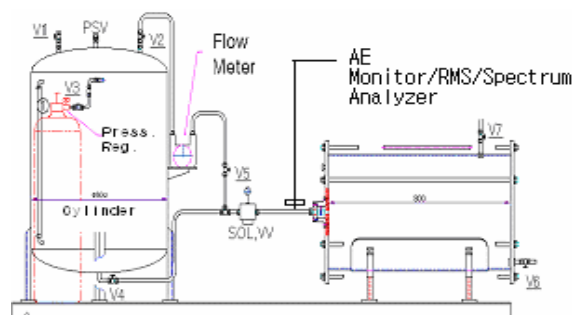 V1
PSV
V2
Flow
Meter
AE
Monitor/RMS/Spectrum
Analyzer
V3
Press.
Reg.
V7
V5
800
Cylinder
SOL,VV
V4
V6